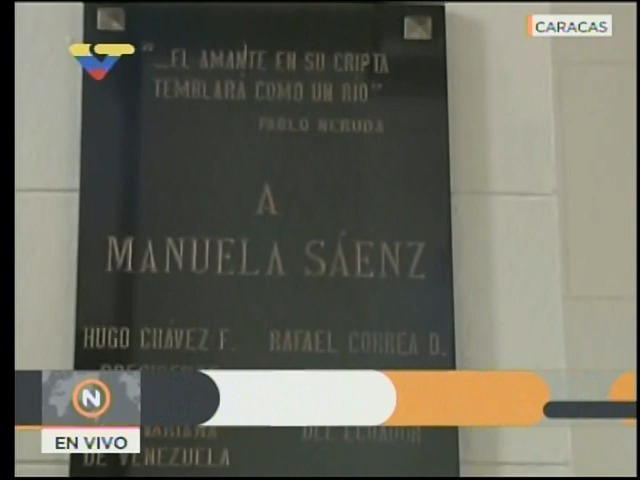 CARACAS
"...EL AMANTE EN SU CRIPTA
TEMBLARÁ COMO UN RIO"
PABLO NERUDA
A
MANUELA SÁENZ
HUGO CHÁVEZ F. RAFAEL CORREA D.
DEL ECUADOR
DE VENEZUELA
N
EN VIVO